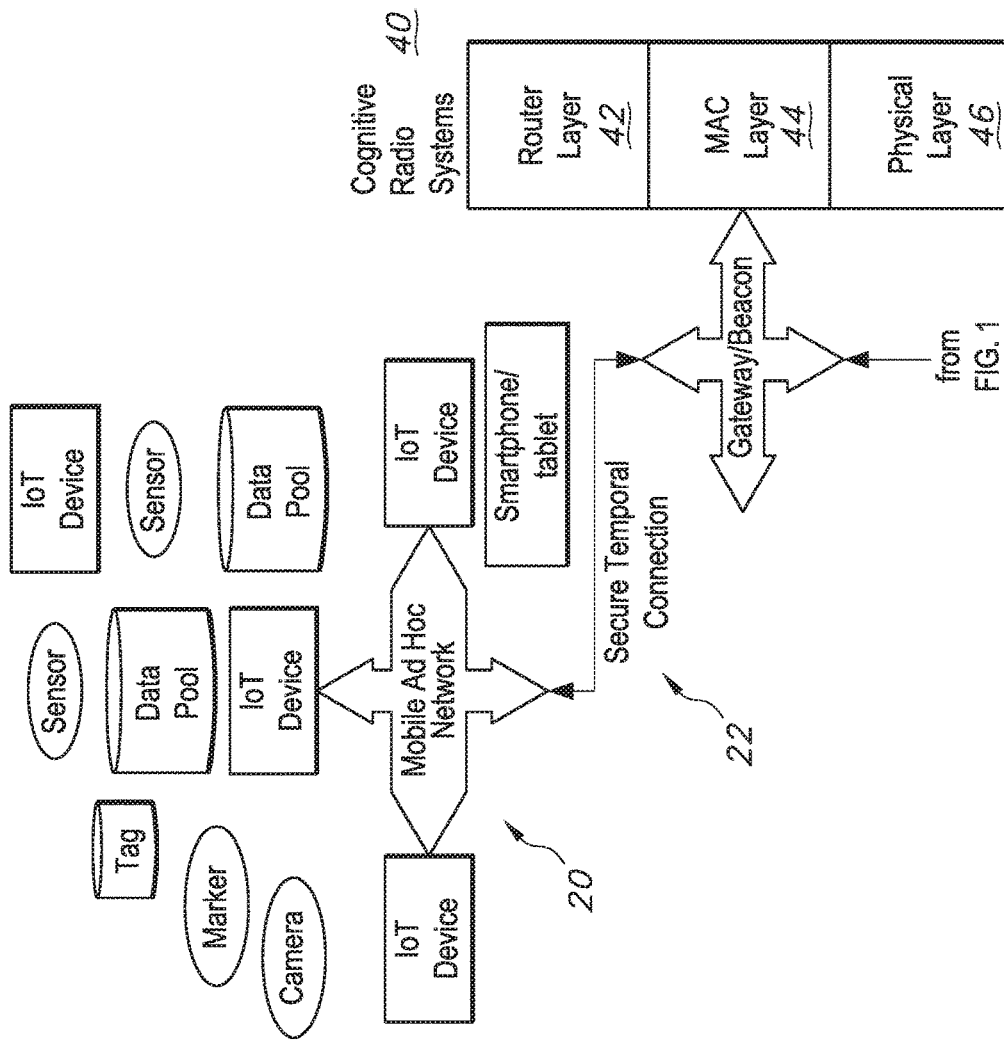 Sensor
IoT
Device
Tag
Data
Pool
Sensor
Marker
IoT
Device
Data
Pool
Camera
IoT
Device
Mobile Ad Hoc
Network
IoT
Device
Smartphone/
tablet
20
Secure Temporal
Connection
22
Cognitive
Radio
Systems
40
Router
Layer
42
Gateway/Beacon
MAC
Layer
44
Physical
Layer
46
from
FIG. 1